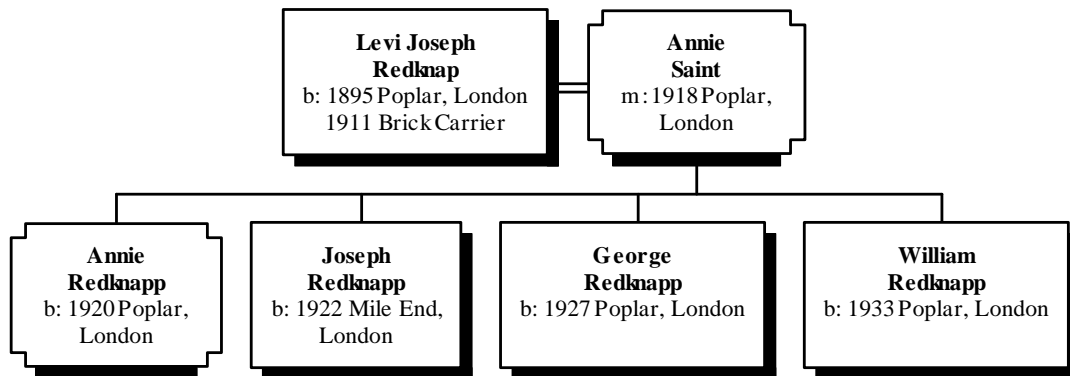 Levi Joseph
Redknap
b: 1895 Poplar, London
1911 Brick Carrier
Annie
Saint
m: 1918 Poplar,
London
Annie
Redknapp
b: 1920 Poplar,
London
Joseph
Redknapp
b: 1922 Mile End,
London
George
Redknapp
b: 1927 Poplar, London
William
Redknapp
b: 1933 Poplar, London